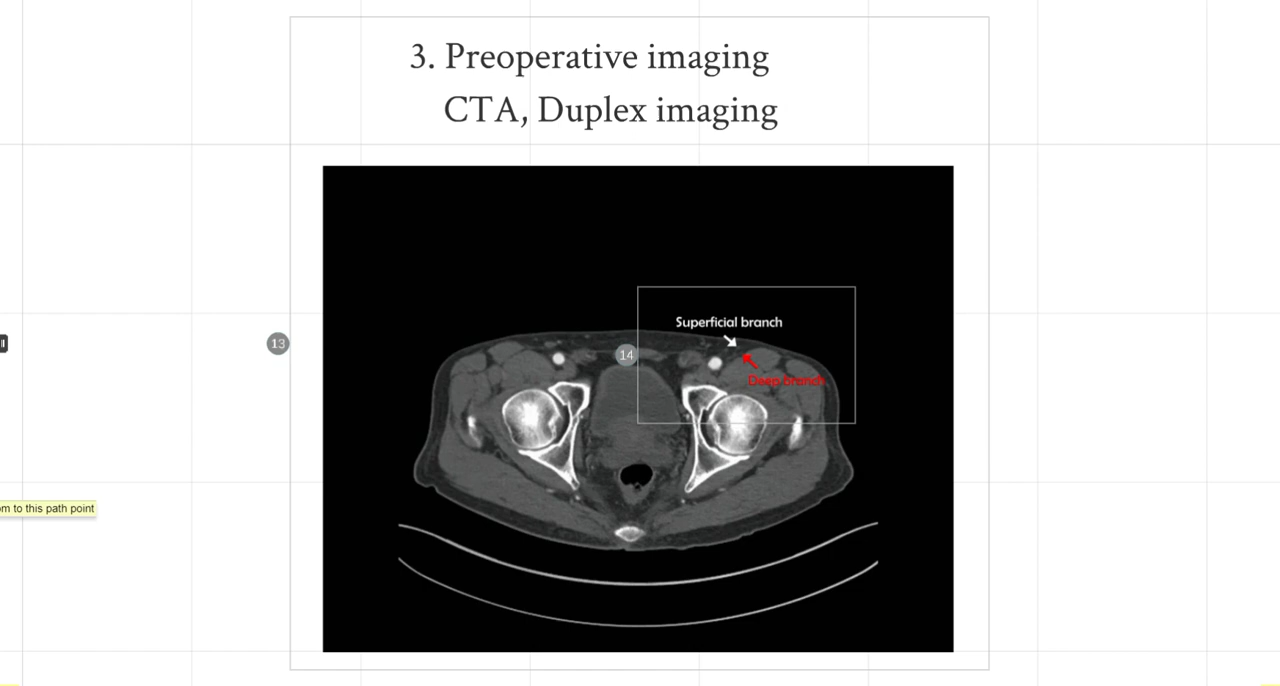 3. Preoperative imaging
CTA, Duplex imaging
Superficial branch
13
14
Deep branch
om to this path point